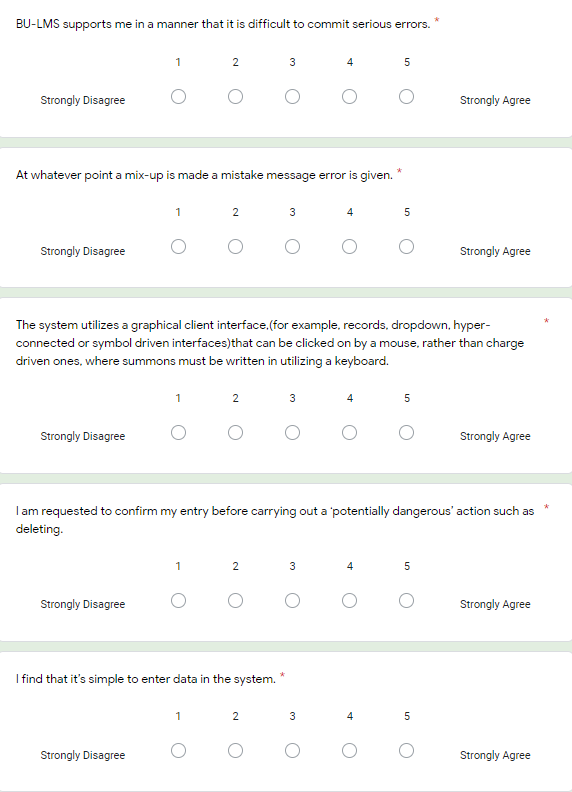 BU-LMS supports me in a manner that it is difficult to commit serious errors. *
1 2 3 4 5
Strongly Disagree Strongly Agree
At whatever point a mix-up is made a mistake message error is given. *
1 2 3 4 5
Strongly Disagree Strongly Agree
The system utilizes a graphical client interface,(for example, records, dropdown, hyper- *
connected or symbol driven interfaces)that can be clicked on by a mouse, rather than charge
driven ones, where summons must be written in utilizing a keyboard.
1 2 3 4 5
Strongly Disagree Strongly Agree
I am requested to confirm my entry before carrying out a ‘potentially dangerous’ action such as *
deleting.
1 2 3 4 5
Strongly Disagree Strongly Agree
I find that it's simple to enter data in the system. *
1 2 3 4 5
Strongly Disagree Strongly Agree